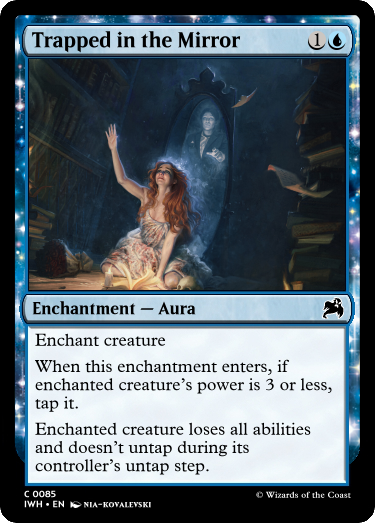 Trapped in the Mirror 1
Enchantment — Aura
Enchant creature
When this enchantment enters, if
enchanted creature's power is 3 or less,
tap it.
Enchanted creature loses all abilities
and doesn't untap during its
controller's untap step.
C 0085
IWH • EN NIA-KOVALEVSKI
© Wizards of the Coast